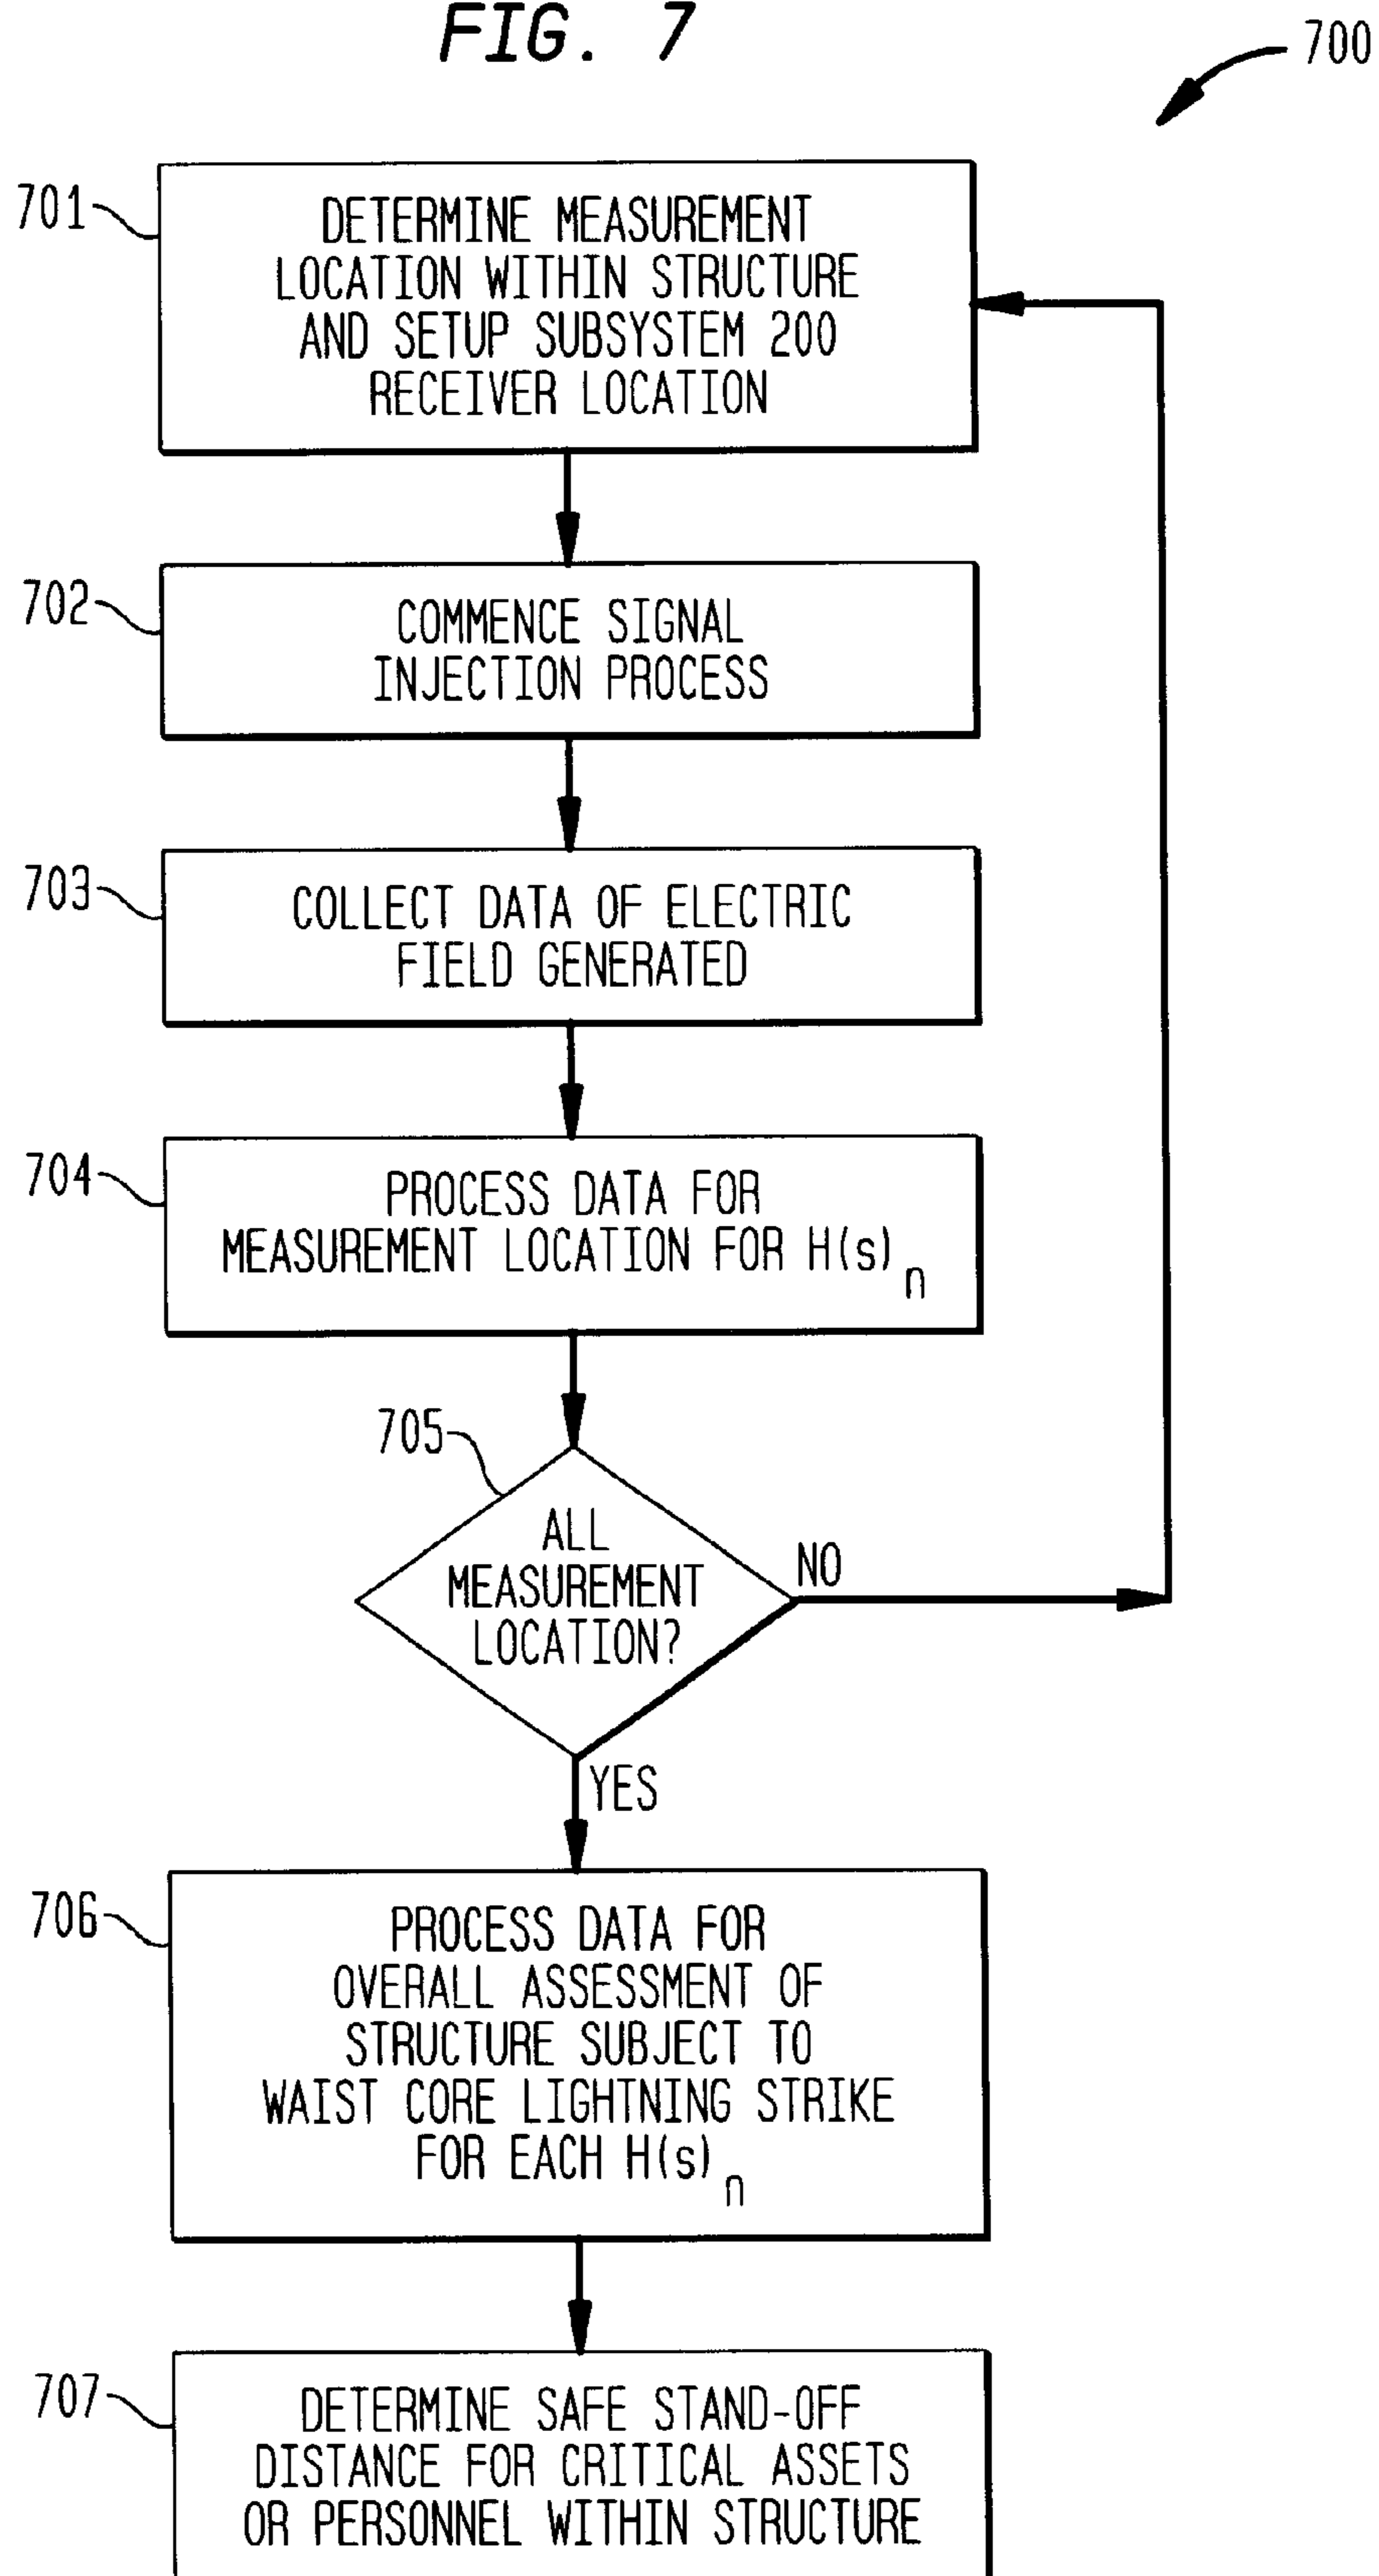 FIG. 7
700
701
DETERMINE MEASUREMENT
LOCATION WITHIN STRUCTURE
AND SETUP SUBSYSTEM 200
RECEIVER LOCATION
702
COMMENCE SIGNAL
INJECTION PROCESS
703
COLLECT DATA OF ELECTRIC
FIELD GENERATED
704
PROCESS DATA FOR
MEASUREMENT LOCATION FOR H(s)n
705
ALL
MEASUREMENT
LOCATION?
NO
YES
706
PROCESS DATA FOR
OVERALL ASSESSMENT OF
STRUCTURE SUBJECT TO
WAIST CORE LIGHTNING STRIKE
FOR EACH H(s)n
707
DETERMINE SAFE STAND-OFF
DISTANCE FOR CRITICAL ASSETS
OR PERSONNEL WITHIN STRUCTURE